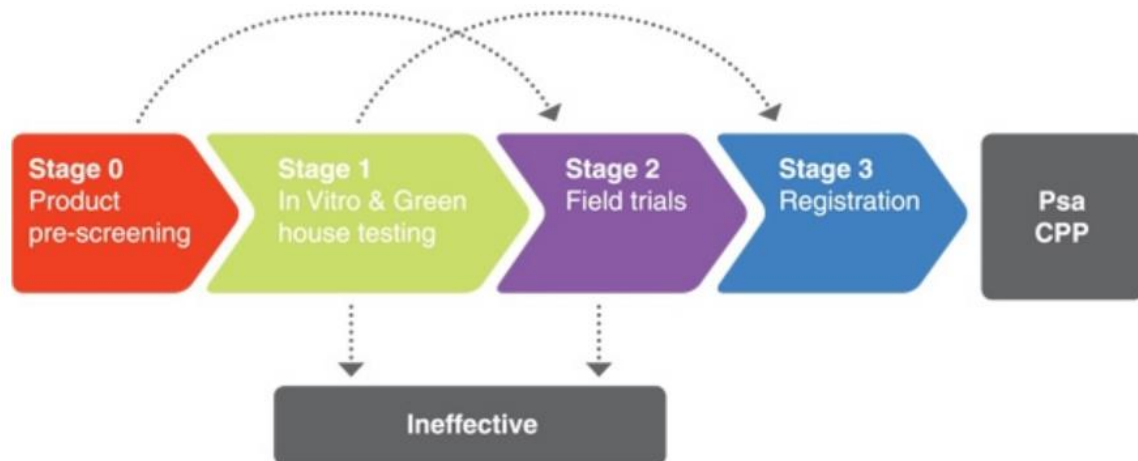 Stage 0
Product
pre-screening
Stage 1
In Vitro & Green
house testing
Stage 2
Field trials
Stage 3
Registration
Psa
CPP
Ineffective